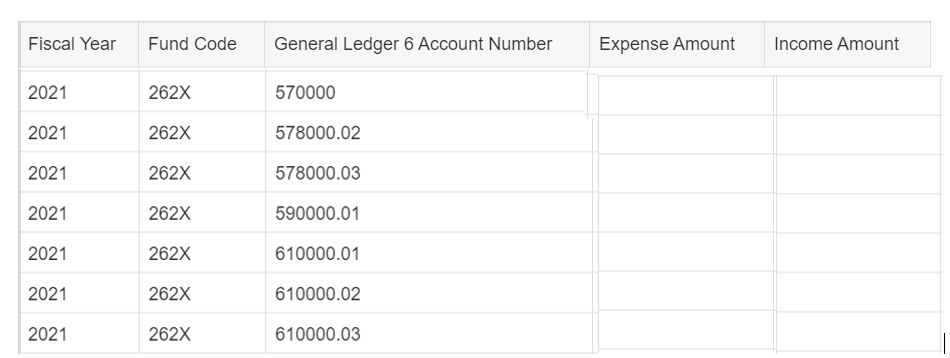 Fiscal Year Fund Code General Ledger 6 Account Number Expense Amount Income Amount
2021 262X 570000
2021 262X 578000.02
2021 262X 578000.03
2021 262X 590000.01
2021 262X 610000.01
2021 262X 610000.02
2021 262X 610000.03